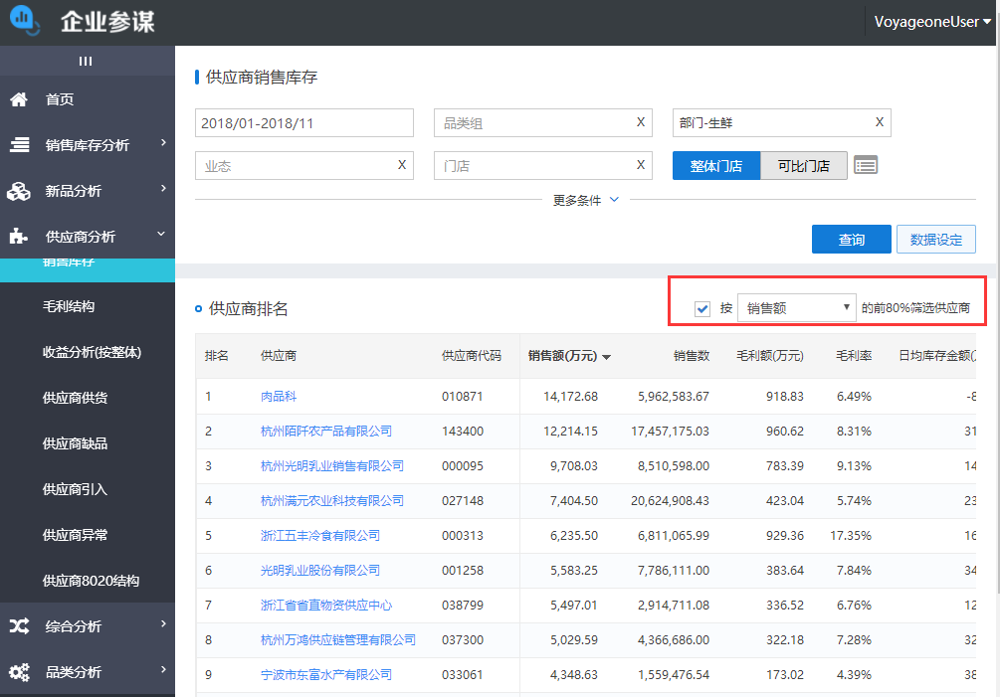 企业参谋
VoyageoneUser
首页
销售库存分析
新品分析
供应商分析
销售库存
毛利结构
收益分析(按整体)
供应商供货
供应商缺品
供应商引入
供应商异常
供应商8020结构
综合分析
品类分析
供应商销售库存
2018/01-2018/11 品类组 X 部门-生鲜 X
业态 X 门店 X 整体门店 可比门店
更多条件
查询 数据设定
供应商排名 按 销售额 的前80%筛选供应商
排名 供应商 供应商代码 销售额(万元) 销售数 毛利额(万元) 毛利率 日均库存金额(
1 肉品科 010871 14,172.68 5,962,583.67 918.83 6.49% -8
2 杭州陌阡农产品有限公司 143400 12,214.15 17,457,175.03 960.62 8.31% 31
3 杭州光明乳业销售有限公司 000095 9,708.03 8,510,598.00 783.39 9.13% 14
4 杭州满元农业科技有限公司 027148 7,404.50 20,624,908.43 423.04 5.74% 23
5 浙江五丰冷食有限公司 000313 6,235.50 6,811,065.99 929.36 17.35% 16
6 光明乳业股份有限公司 001258 5,583.25 7,786,111.00 383.64 7.84% 34
7 浙江省省直物资供应中心 038799 5,497.01 2,914,711.08 336.52 6.76% 12
8 杭州万鸿供应链管理有限公司 037300 5,029.59 4,366,686.00 322.18 7.28% 32
9 宁波市东富水产有限公司 033061 4,348.63 1,559,476.54 173.02 4.39% 38